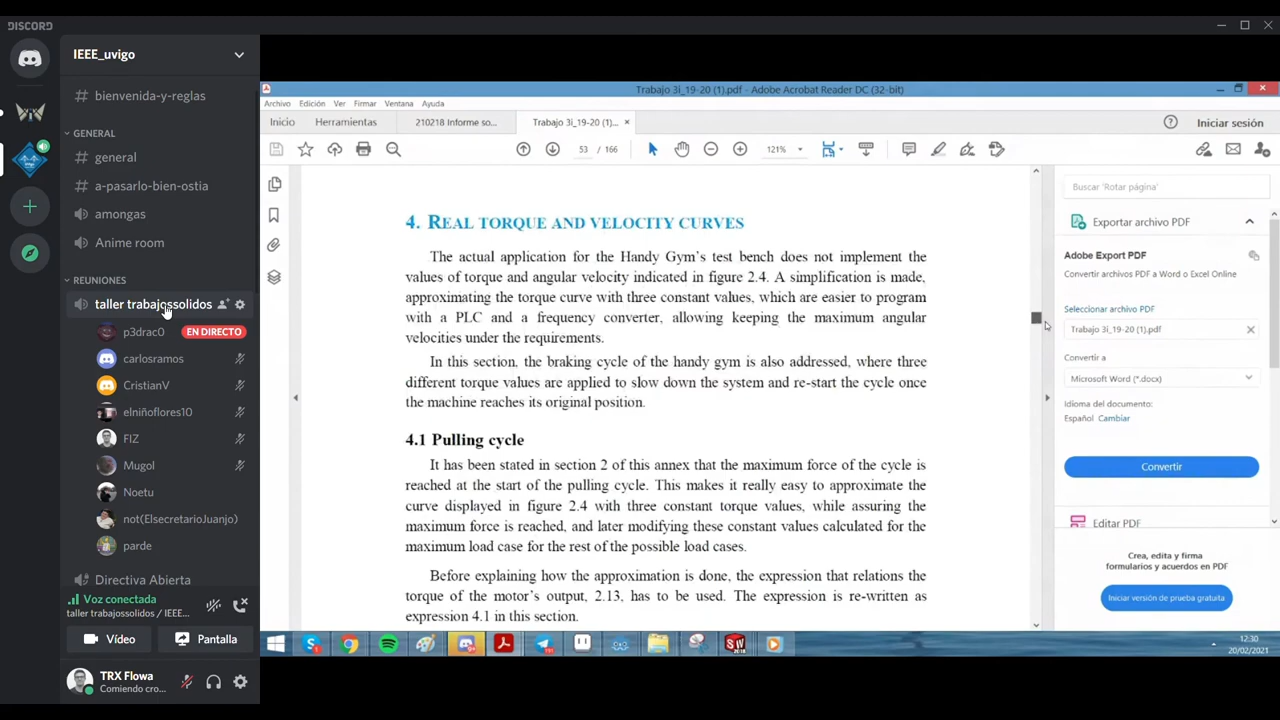 DISCORD
IEEE_uvigo
bienvenida-y-reglas
GENERAL
general
a-pasarlo-bien-ostia
amongas
Anime room
REUNIONES
taller trabajossolidos
p3drac0 EN DIRECTO
carlosramos
CristianV
elniñoflores10
FIZ
Mugol
Noetu
not(ElsecretarioJuanjo)
parde
Directiva Abierta
Voz conectada
taller trabajossolidos / IEEE...
Vídeo Pantalla
TRX Flowa
Comiendo cro...
Trabajo 3i_19-20 (1).pdf - Adobe Acrobat Reader DC (32-bit)
Archivo Edición Ver Firmar Ventana Ayuda
Inicio Herramientas 210218 Informe so... Trabajo 3i_19-20 (1)... × Iniciar sesión
53 / 166 121%
4. REAL TORQUE AND VELOCITY CURVES
The actual application for the Handy Gym's test bench does not implement the
values of torque and angular velocity indicated in figure 2.4. A simplification is made,
approximating the torque curve with three constant values, which are easier to program
with a PLC and a frequency converter, allowing keeping the maximum angular
velocities under the requirements.
In this section, the braking cycle of the handy gym is also addressed, where three
different torque values are applied to slow down the system and re-start the cycle once
the machine reaches its original position.
4.1 Pulling cycle
It has been stated in section 2 of this annex that the maximum force of the cycle is
reached at the start of the pulling cycle. This makes it really easy to approximate the
curve displayed in figure 2.4 with three constant torque values, while assuring the
maximum force is reached, and later modifying these constant values calculated for the
maximum load case for the rest of the possible load cases.
Before explaining how the approximation is done, the expression that relations the
torque of the motor's output, 2.13, has to be used. The expression is re-written as
expression 4.1 in this section.
Buscar 'Rotar página'
Exportar archivo PDF
Adobe Export PDF
Convertir archivos PDF a Word o Excel Online
Seleccionar archivo PDF
Trabajo 3i_19-20 (1).pdf
Convertir a
Microsoft Word (*.docx)
Idioma del documento:
Español Cambiar
Convertir
Editar PDF
Crea, edita y firma
formularios y acuerdos en PDF
Iniciar versión de prueba gratuita
12:30
20/02/2021